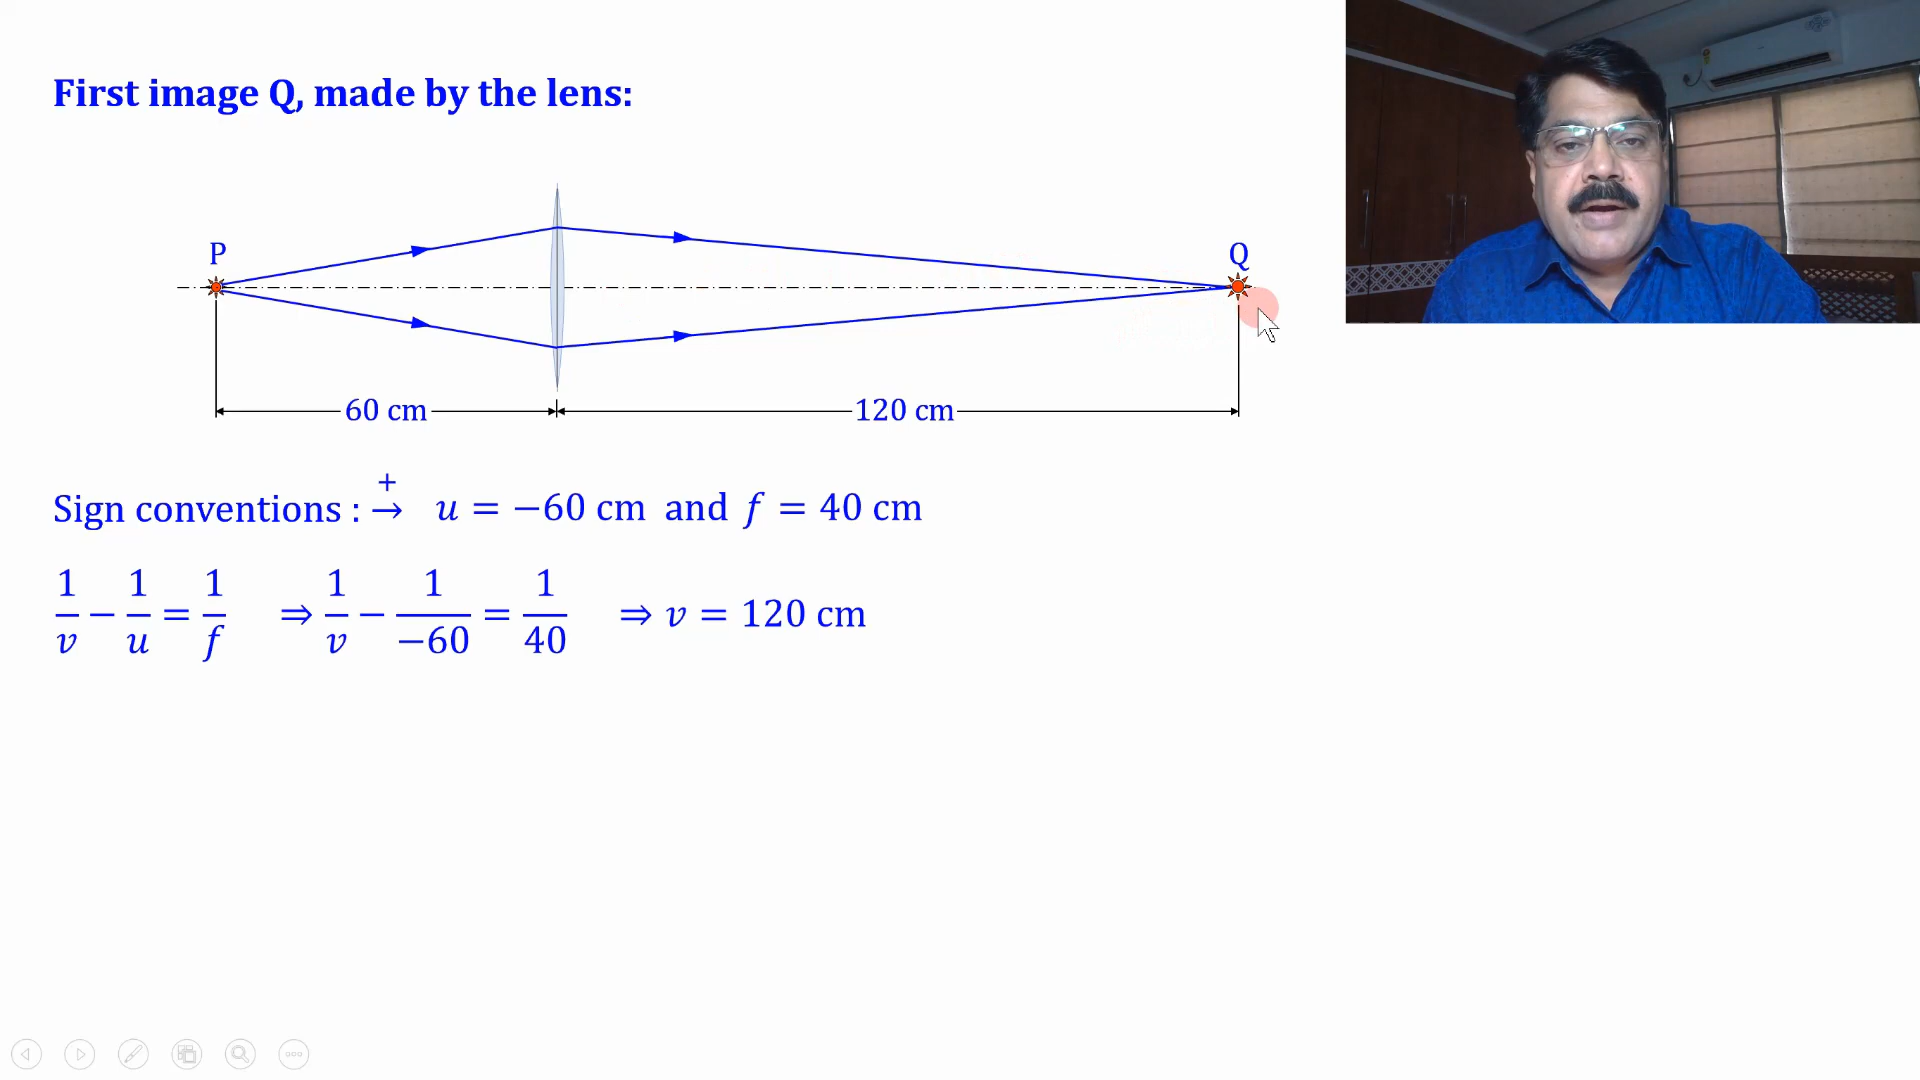 First image Q, made by the lens:
P
Q
60 cm
120 cm
Sign conventions : +→ u = −60 cm and f = 40 cm
1/v − 1/u = 1/f ⇒ 1/v − 1/−60 = 1/40 ⇒ v = 120 cm